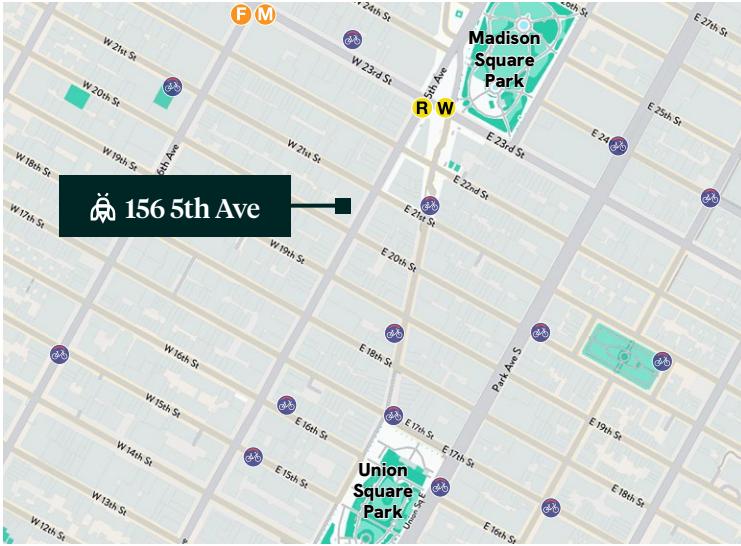 F M
W 24th St
E 26th St
E 27th St
W 21st St
W 23rd St
5th Ave
Madison
Square
Park
W 20th St
R W
E 25th St
E 24
W 19th St
6th Ave
W 21st St
E 23rd St
W 18th St
E 22nd St
156 5th Ave
W 17th St
E 21st St
W 19th St
E 20th St
W 16th St
E 18th St
Park Ave S
W 15th St
E 16th St
E 17th St
E 17th St
E 19th St
W 14th St
E 15th St
Union
Square
Park
Union Sq E
W 13th St
E 18th St
W 12th St
E 16th St